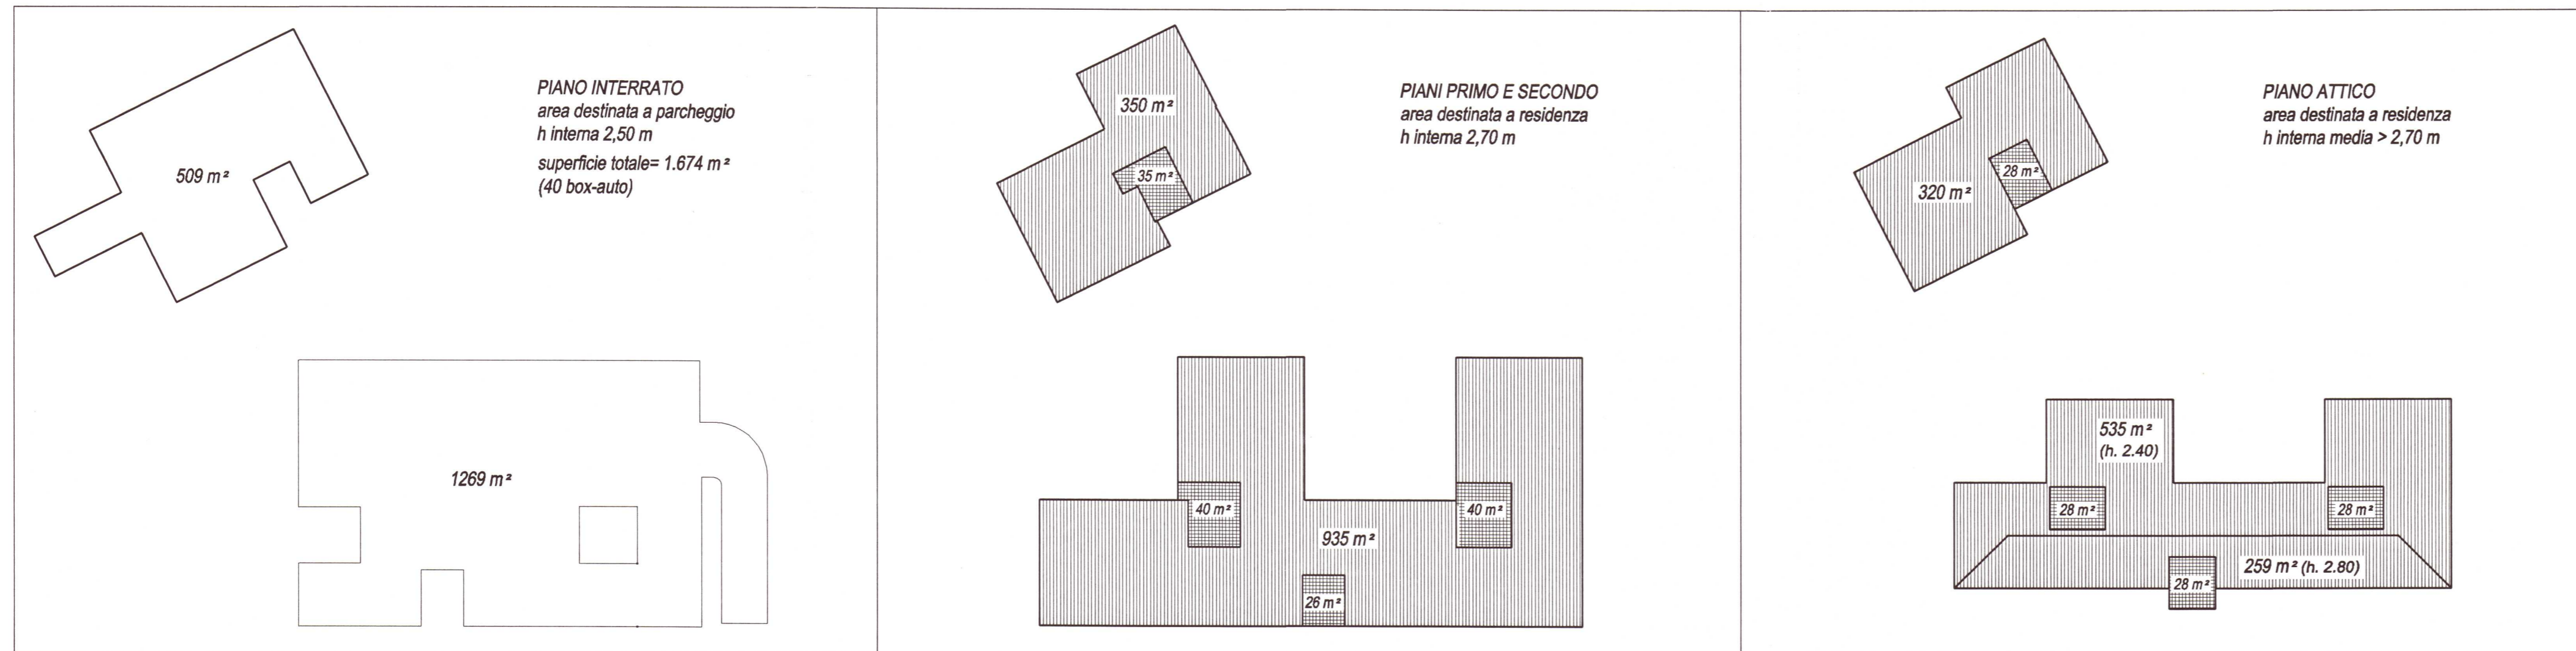 PIANO INTERRATO
area destinata a parcheggio
h interna 2,50 m
superficie totale= 1.674 m²
(40 box-auto)
509 m²
1269 m²
PIANI PRIMO E SECONDO
area destinata a residenza
h interna 2,70 m
350 m²
35 m²
40 m²
40 m²
935 m²
26 m²
PIANO ATTICO
area destinata a residenza
h interna media > 2,70 m
28 m²
320 m²
535 m²
(h. 2.40)
28 m²
28 m²
259 m² (h. 2.80)
28 m²